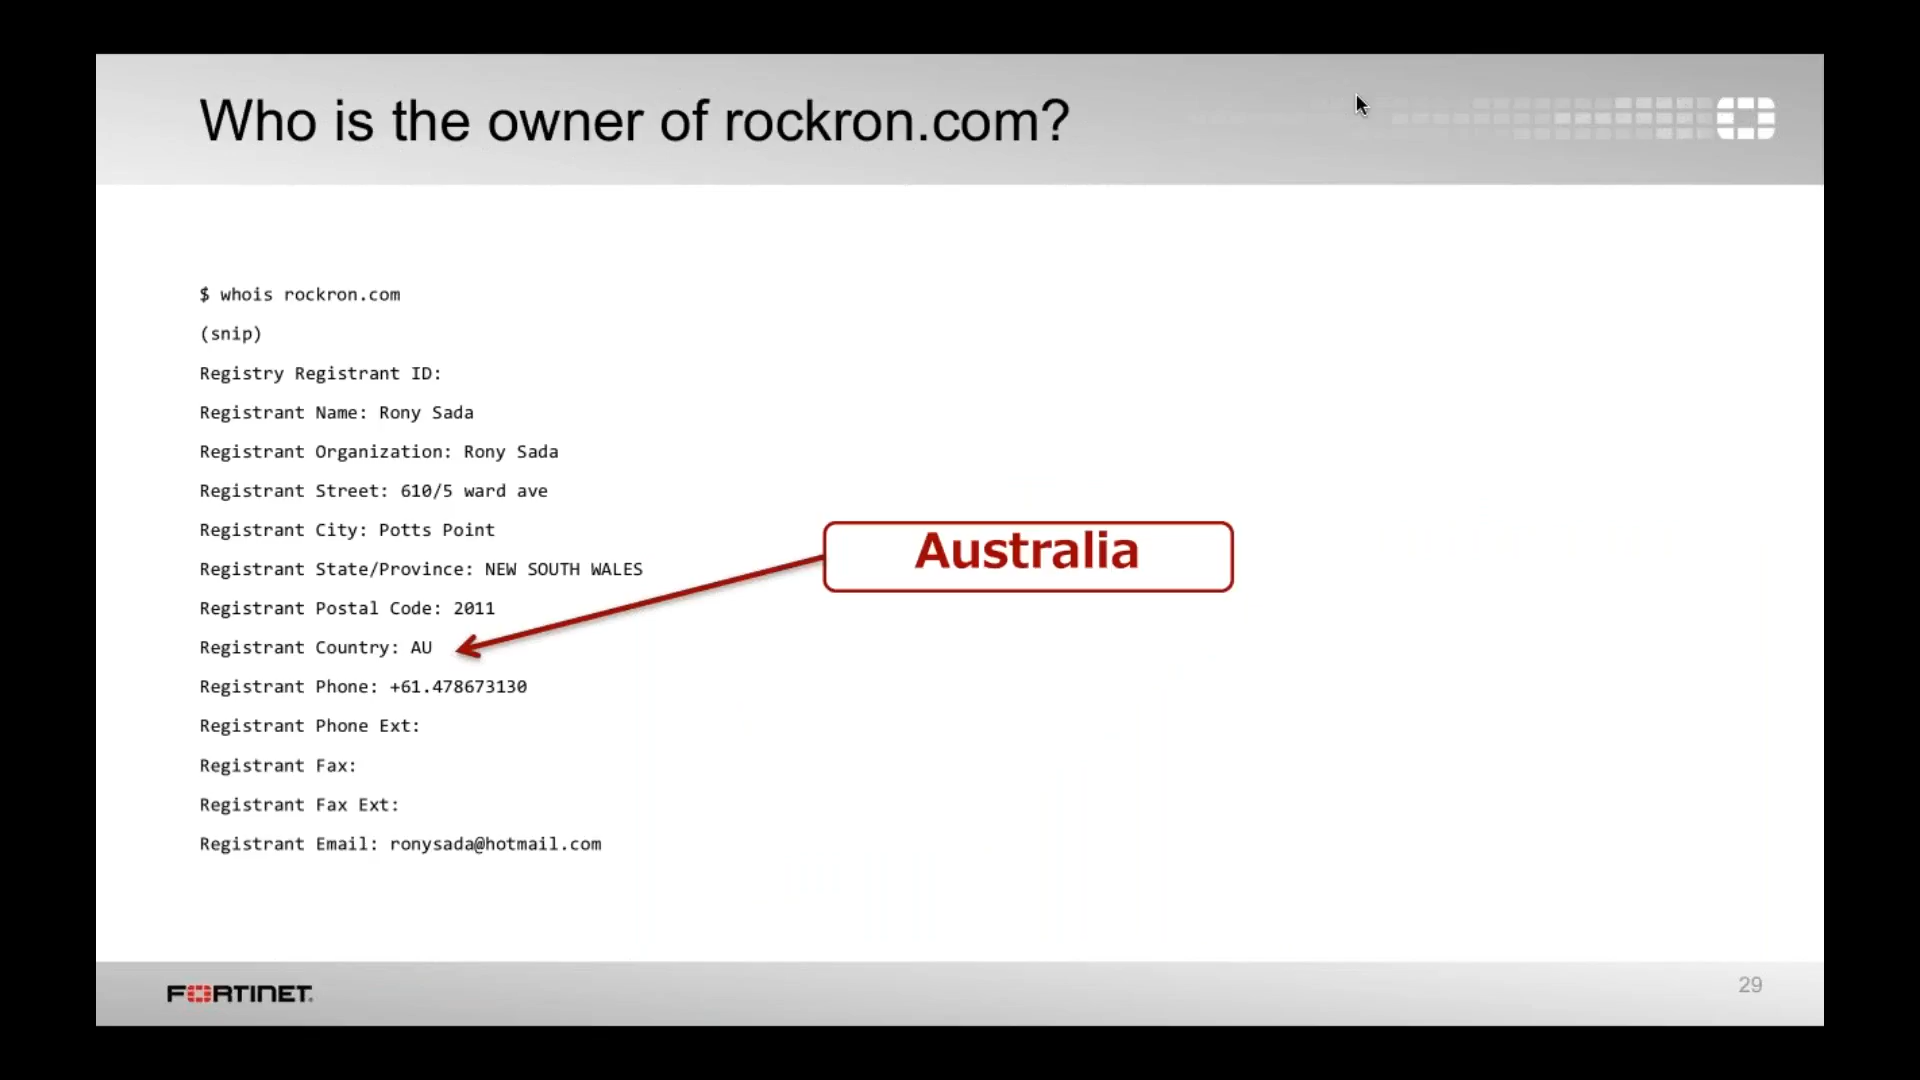 Who is the owner of rockron.com?
$ whois rockron.com
(snip)
Registry Registrant ID:
Registrant Name: Rony Sada
Registrant Organization: Rony Sada
Registrant Street: 610/5 ward ave
Registrant City: Potts Point
Registrant State/Province: NEW SOUTH WALES
Registrant Postal Code: 2011
Registrant Country: AU
Registrant Phone: +61.478673130
Registrant Phone Ext:
Registrant Fax:
Registrant Fax Ext:
Registrant Email: ronysada@hotmail.com
Australia
FORTINET
29